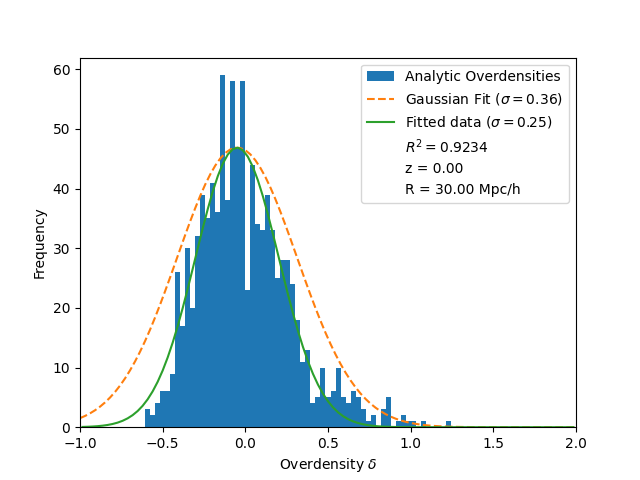 Analytic Overdensities
Gaussian Fit (σ = 0.36)
Fitted data (σ = 0.25)
R² = 0.9234
z = 0.00
R = 30.00 Mpc/h
Frequency
60
50
40
30
20
10
0
−1.0 −0.5 0.0 0.5 1.0 1.5 2.0
Overdensity δ